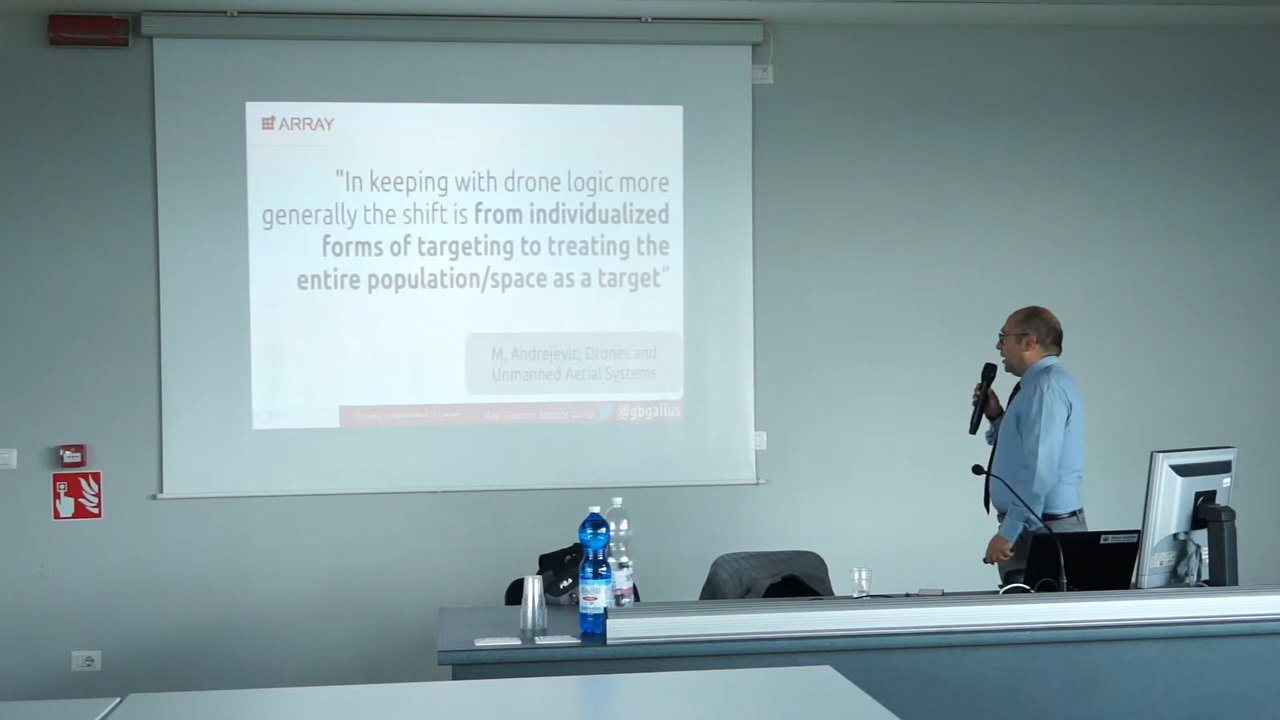 ARRAY
"In keeping with drone logic more
generally the shift is from individualized
forms of targeting to treating the
entire population/space as a target"
M. Andrejevic, Drones and
Unmanned Aerial Systems
@gbgallus
FILA